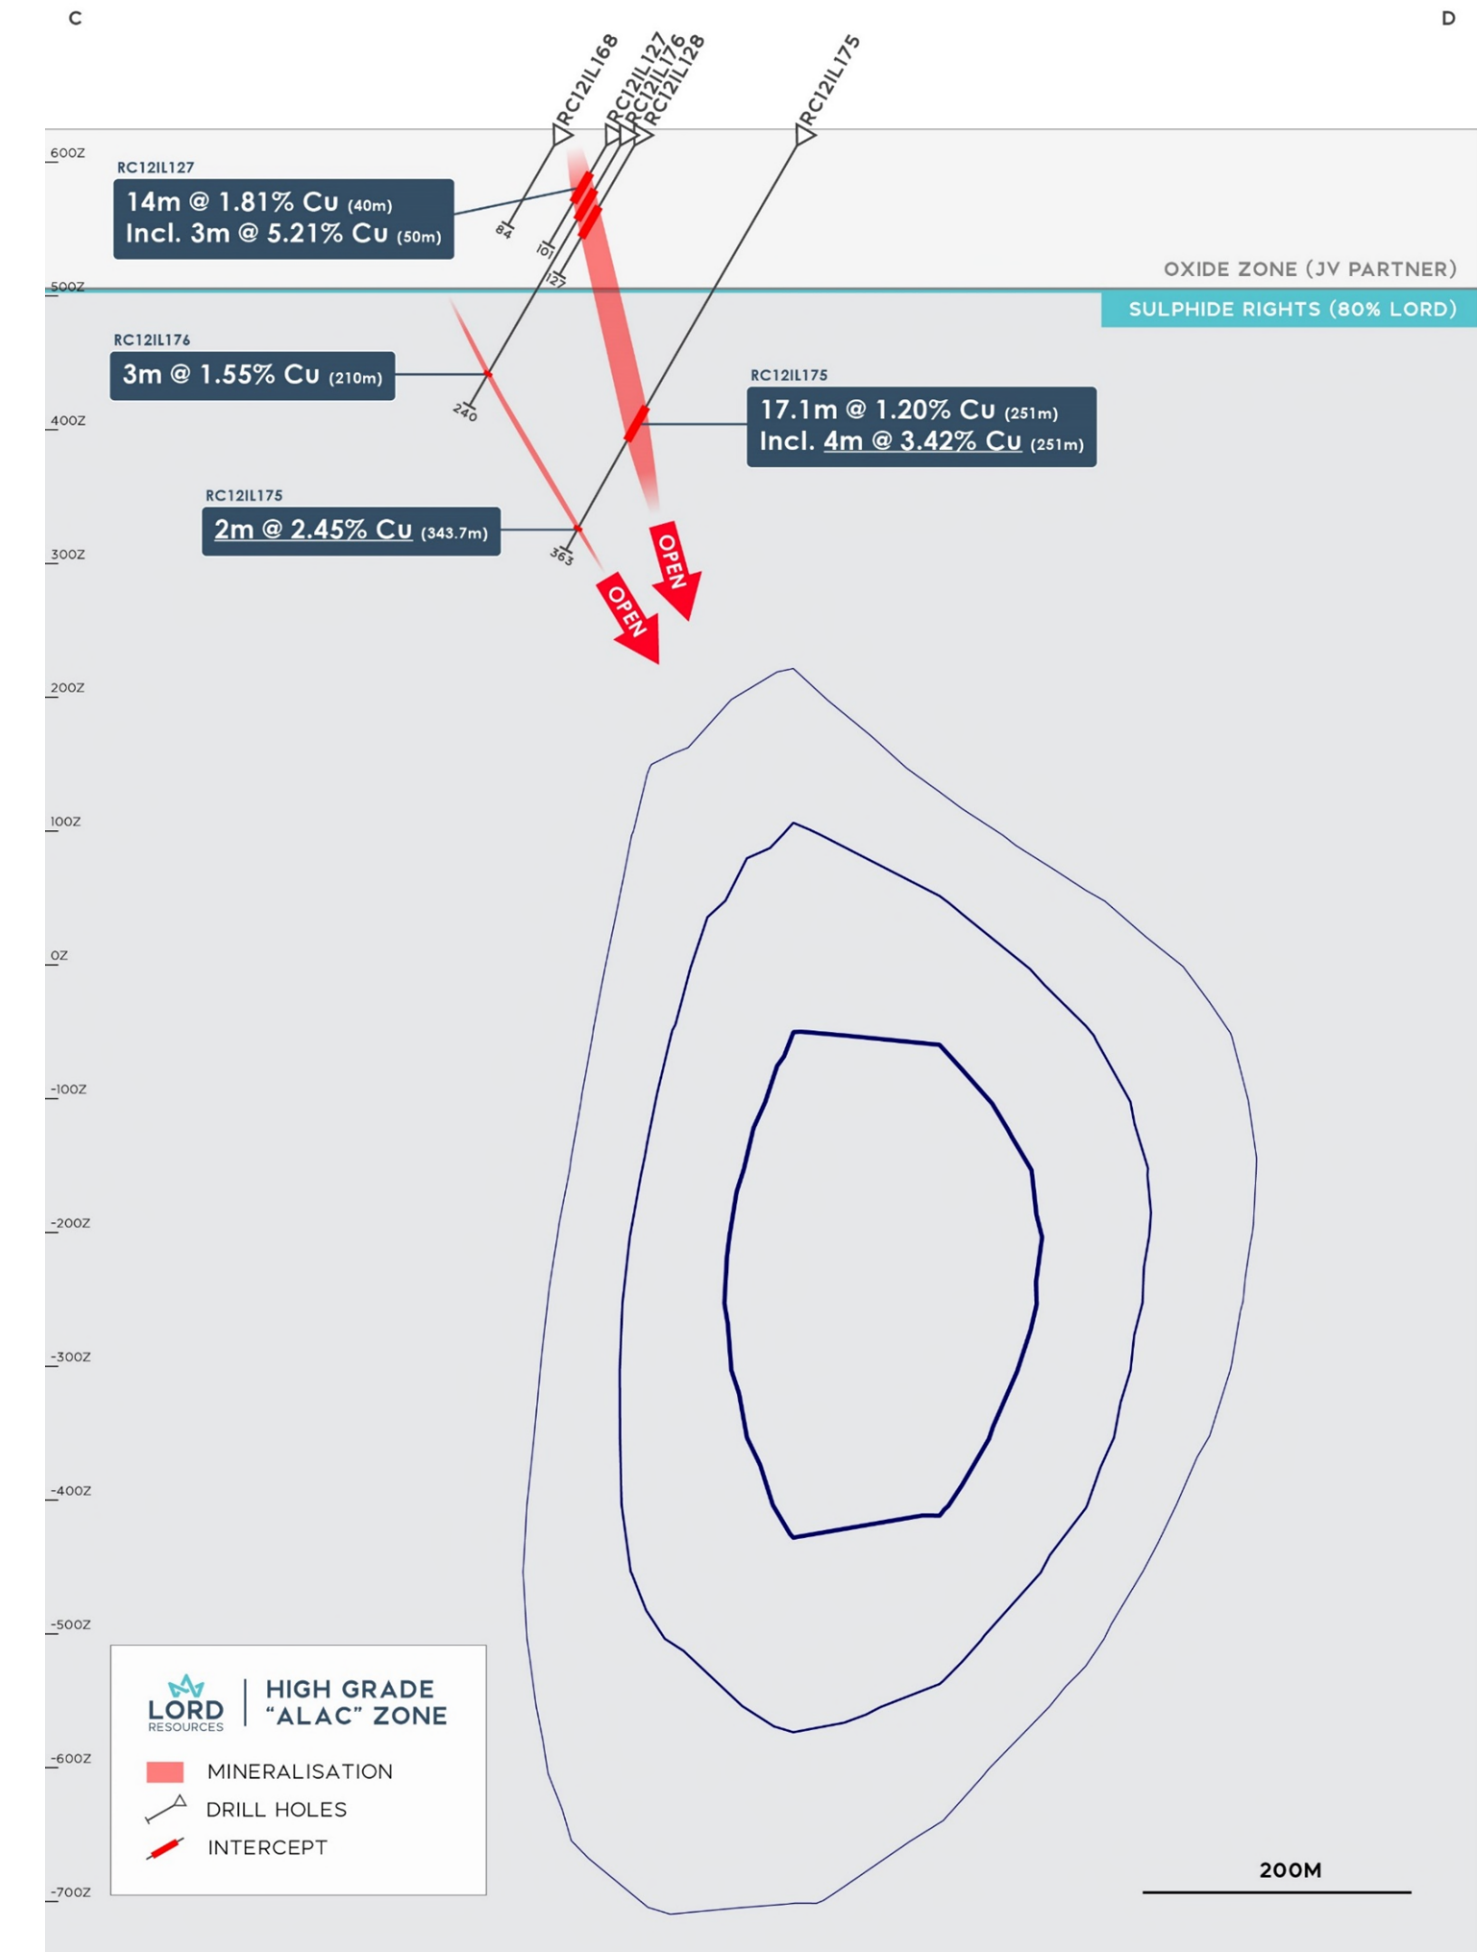 C
D
RC12IL168
RC12IL127
RC12IL176
RC12IL128
RC12IL175
600Z
RC12IL127
14m @ 1.81% Cu (40m)
Incl. 3m @ 5.21% Cu (50m)
84
101
127
OXIDE ZONE (JV PARTNER)
500Z
SULPHIDE RIGHTS (80% LORD)
RC12IL176
3m @ 1.55% Cu (210m)
240
RC12IL175
17.1m @ 1.20% Cu (251m)
Incl. 4m @ 3.42% Cu (251m)
400Z
RC12IL175
2m @ 2.45% Cu (343.7m)
363
300Z
OPEN
OPEN
200Z
100Z
0Z
-100Z
-200Z
-300Z
-400Z
-500Z
-600Z
-700Z
LORD
RESOURCES
HIGH GRADE
“ALAC” ZONE
MINERALISATION
DRILL HOLES
INTERCEPT
200M